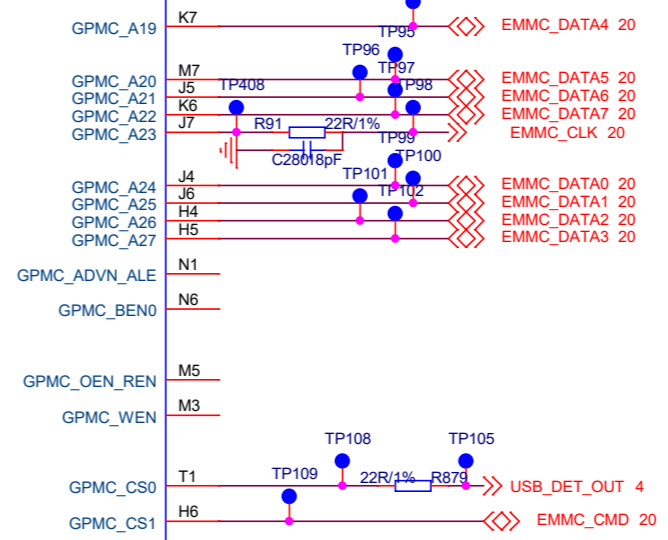 GPMC_A19 K7 EMMC_DATA4 20
TP95
TP96
GPMC_A20 M7 TP97 EMMC_DATA5 20
GPMC_A21 J5 TP408 TP98 EMMC_DATA6 20
GPMC_A22 K6 EMMC_DATA7 20
GPMC_A23 J7 R91 22R/1% EMMC_CLK 20
TP99
C280 18pF TP100
TP101
GPMC_A24 J4 EMMC_DATA0 20
GPMC_A25 J6 TP102 EMMC_DATA1 20
GPMC_A26 H4 EMMC_DATA2 20
GPMC_A27 H5 EMMC_DATA3 20
GPMC_ADVN_ALE N1
GPMC_BEN0 N6
GPMC_OEN_REN M5
GPMC_WEN M3
TP108 TP105
GPMC_CS0 T1 TP109 22R/1% R879 USB_DET_OUT 4
GPMC_CS1 H6 EMMC_CMD 20